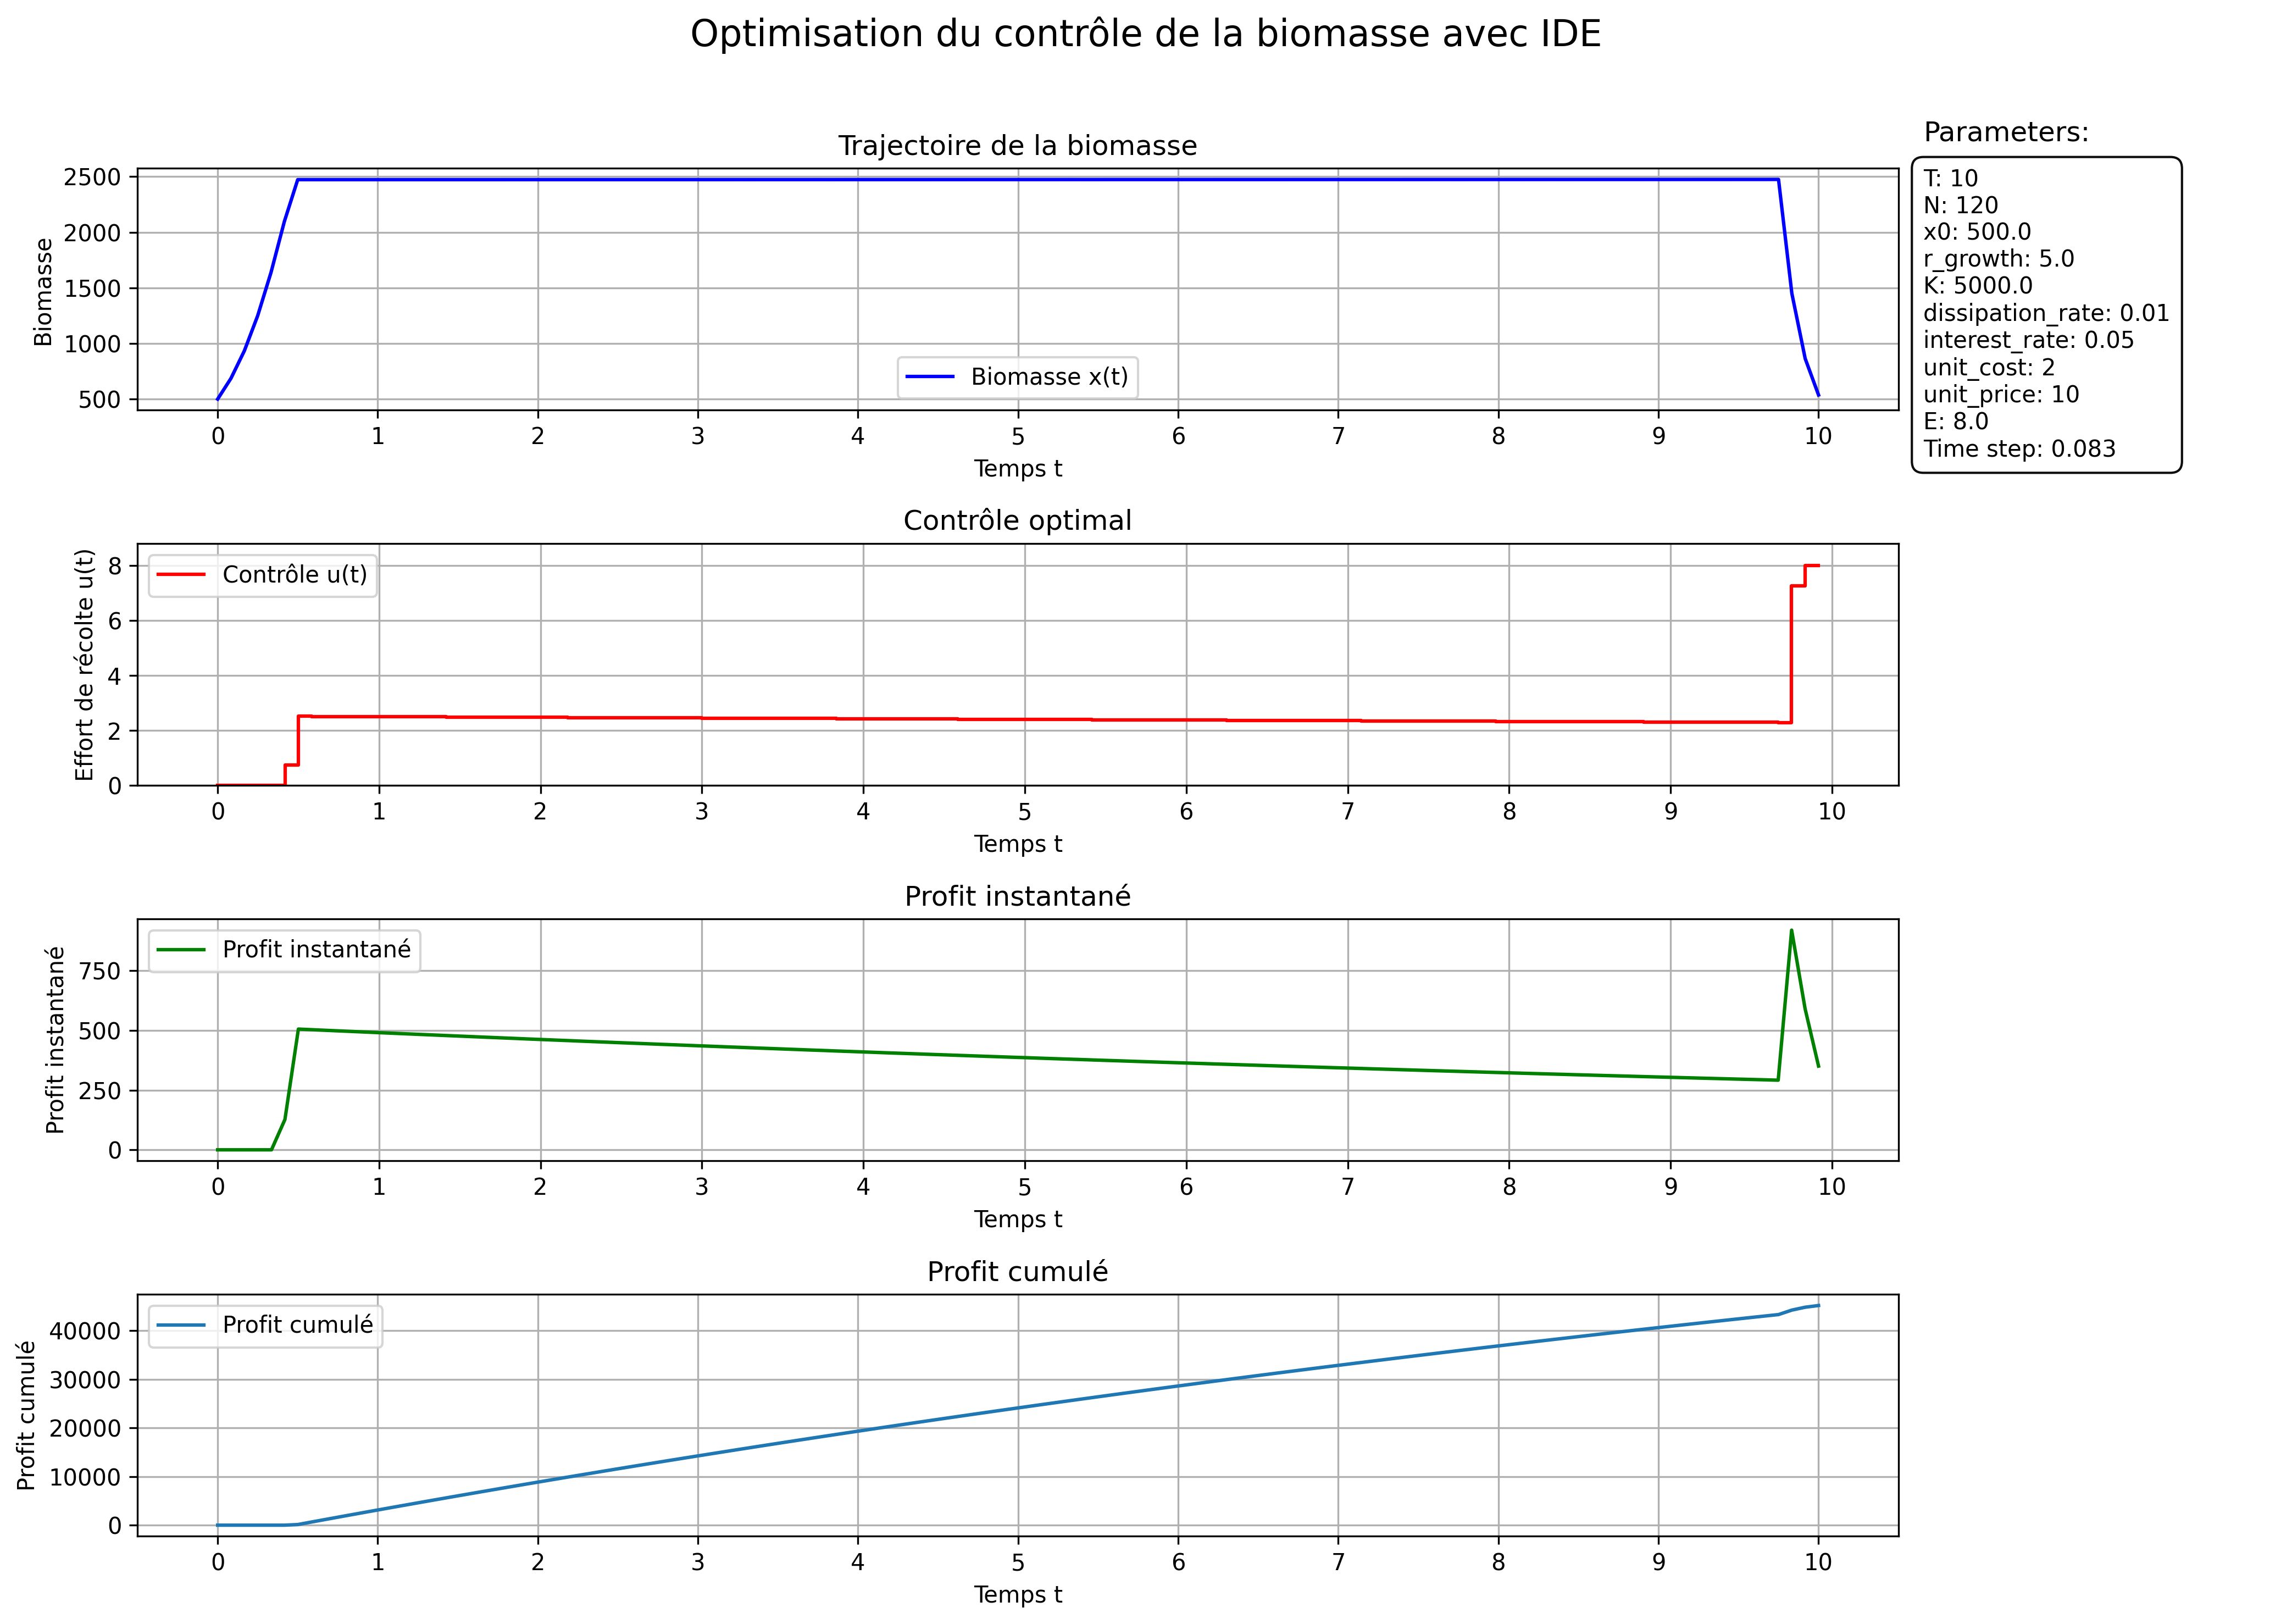 Optimisation du contrôle de la biomasse avec IDE
Trajectoire de la biomasse
Biomasse
2500
2000
1500
1000
500
Biomasse x(t)
0 1 2 3 4 5 6 7 8 9 10
Temps t
Parameters:
T: 10
N: 120
x0: 500.0
r_growth: 5.0
K: 5000.0
dissipation_rate: 0.01
interest_rate: 0.05
unit_cost: 2
unit_price: 10
E: 8.0
Time step: 0.083
Contrôle optimal
Effort de récolte u(t)
8
6
4
2
0
Contrôle u(t)
0 1 2 3 4 5 6 7 8 9 10
Temps t
Profit instantané
Profit instantané
750
500
250
0
Profit instantané
0 1 2 3 4 5 6 7 8 9 10
Temps t
Profit cumulé
Profit cumulé
40000
30000
20000
10000
0
Profit cumulé
0 1 2 3 4 5 6 7 8 9 10
Temps t